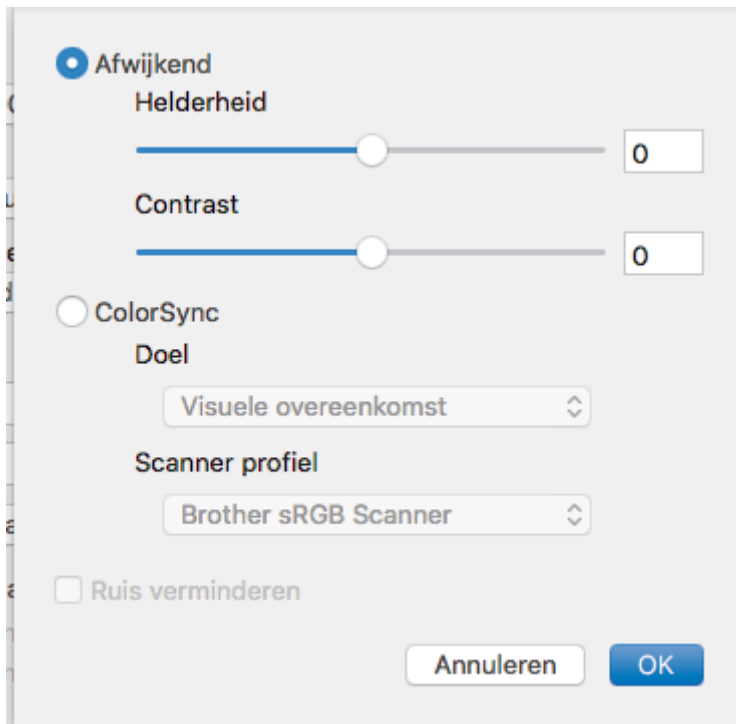 Afwijkend
Helderheid
0
Contrast
0
ColorSync
Doel
Visuele overeenkomst
Scanner profiel
Brother sRGB Scanner
Ruis verminderen
Annuleren
OK